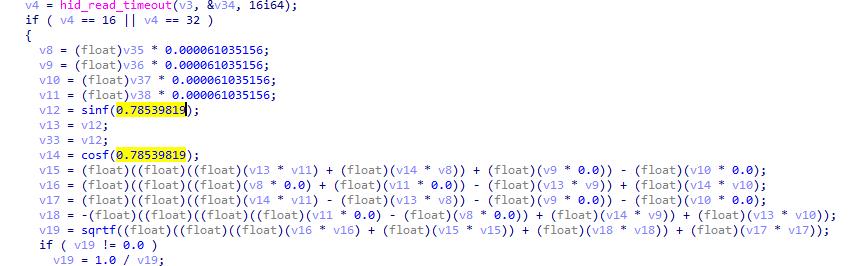 v4 = hid_read_timeout(v3, &v34, 16i64);
if ( v4 == 16 || v4 == 32 )
{
v8 = (float)v35 * 0.000061035156;
v9 = (float)v36 * 0.000061035156;
v10 = (float)v37 * 0.000061035156;
v11 = (float)v38 * 0.000061035156;
v12 = sinf(0.78539819);
v13 = v12;
v33 = v12;
v14 = cosf(0.78539819);
v15 = (float)((float)((float)(v13 * v11) + (float)(v14 * v8)) + (float)(v9 * 0.0)) - (float)(v10 * 0.0);
v16 = (float)((float)((float)(v8 * 0.0) + (float)(v11 * 0.0)) - (float)(v13 * v9)) + (float)(v14 * v10);
v17 = (float)((float)((float)(v14 * v11) - (float)(v13 * v8)) - (float)(v9 * 0.0)) - (float)(v10 * 0.0);
v18 = -(float)((float)((float)((float)(v11 * 0.0) - (float)(v8 * 0.0)) + (float)(v14 * v9)) + (float)(v13 * v10));
v19 = sqrtf((float)((float)((float)(v16 * v16) + (float)(v15 * v15)) + (float)(v18 * v18)) + (float)(v17 * v17));
if ( v19 != 0.0 )
v19 = 1.0 / v19;